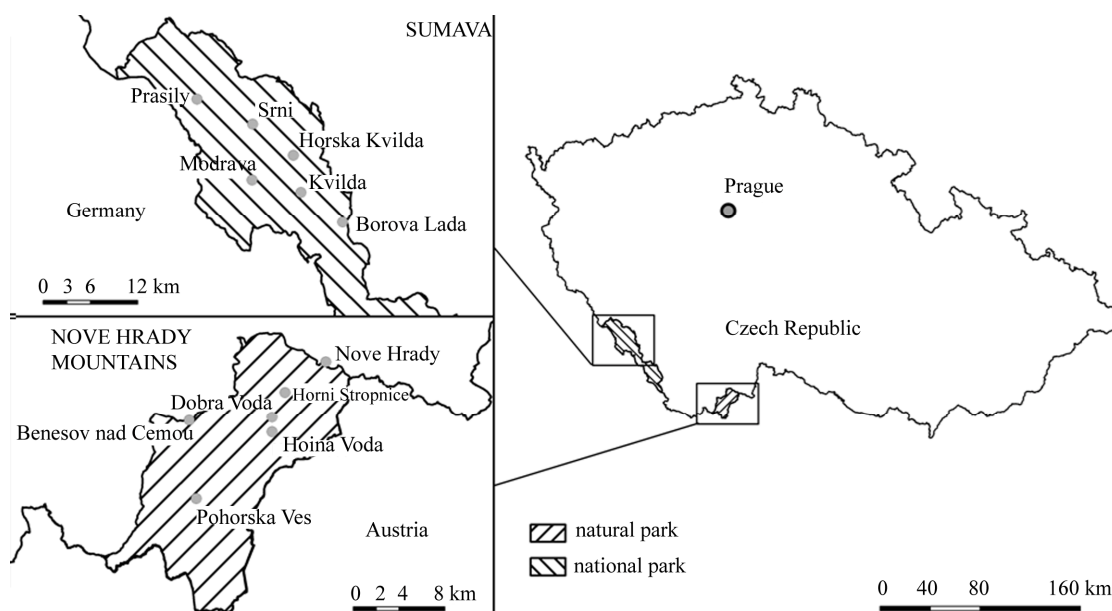 SUMAVA
Prasily
Srni
Horska Kvilda
Modrava
Kvilda
Germany
Borova Lada
0 3 6 12 km
NOVE HRADY
MOUNTAINS
Nove Hrady
Horni Stropnice
Dobra Voda
Benesov nad Cemou
Hoina Voda
Pohorska Ves
Austria
0 2 4 8 km
Prague
Czech Republic
natural park
national park
0 40 80 160 km